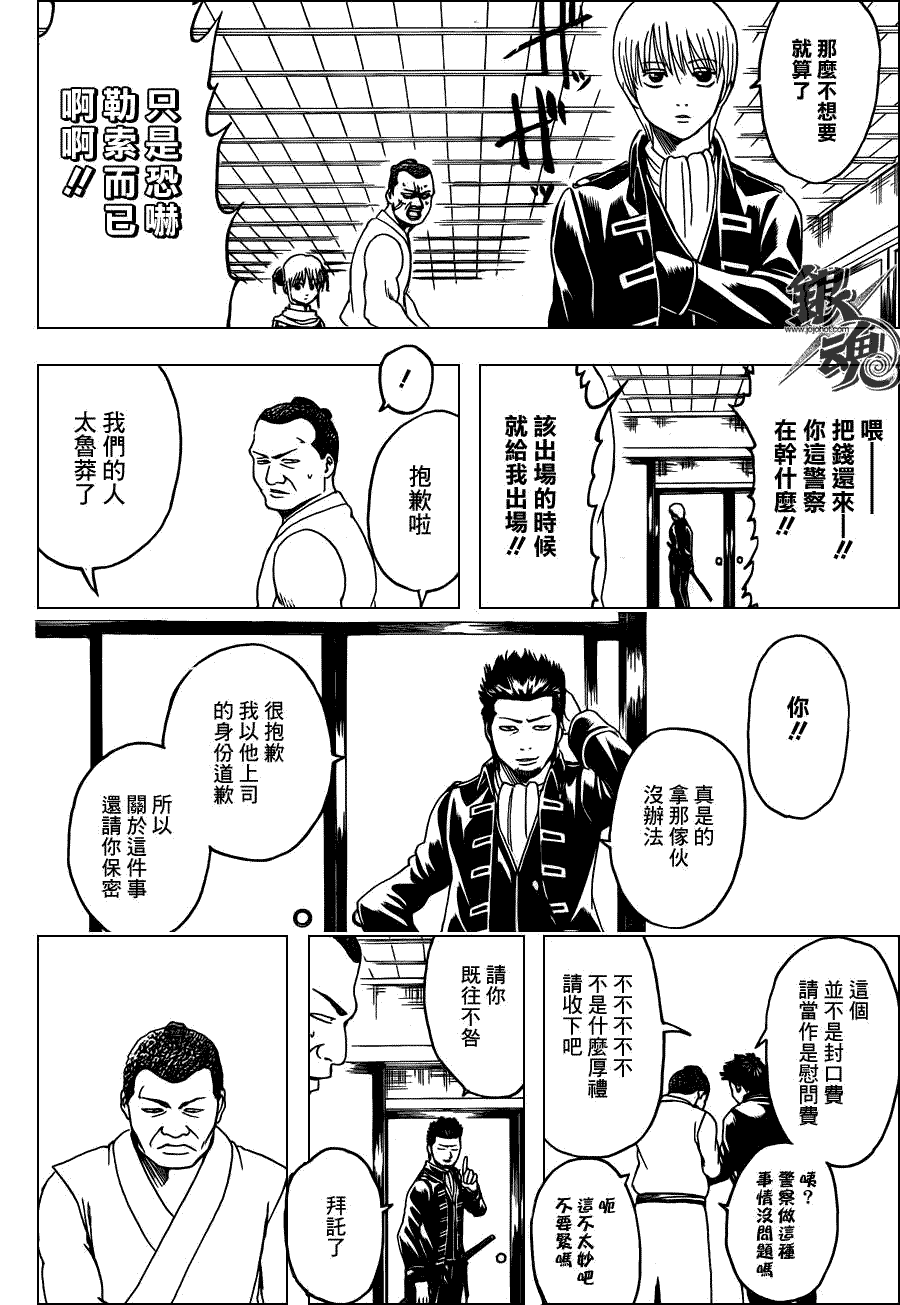 那麼不想要
就算了
只是恐嚇
勒索而已
啊啊!!
銀魂
www.jojohot.com
喂——
把錢還來—!!
你這警察
在幹什麼!!
該出場的時候
就給我出場!!
!
抱歉啦
我們的人
太魯莽了
你!!
真是的
拿那傢伙
沒辦法
很抱歉
我以他上司
的身份道歉
所以
關於這件事
還請你保密
這個
並不是封口費
請當作是慰問費
咦?
警察做這種
事情沒問題嗎
不不不不不
不是什麼厚禮
請收下吧
呃
這不太妙吧
不要緊嗎
請你
既往不咎
拜託了